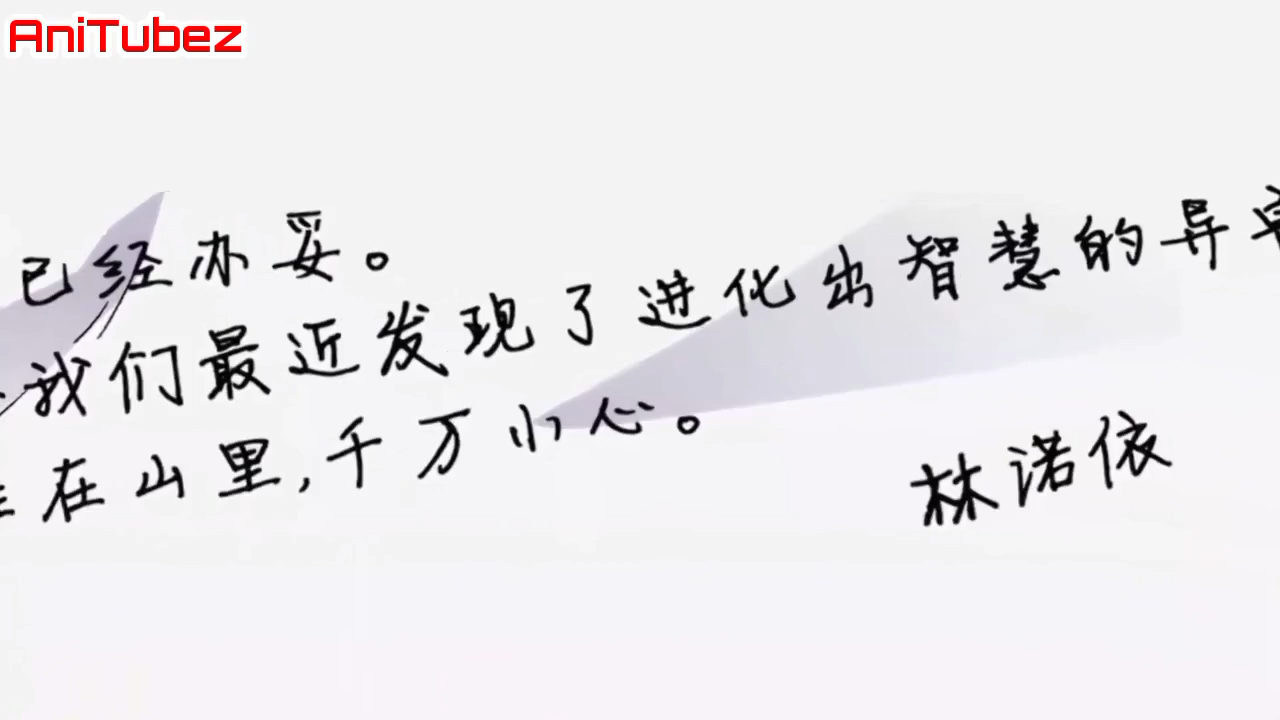 AniTubez
已经办妥。
我们最近发现了进化出智慧的异
在山里,千万小心。
林诺依